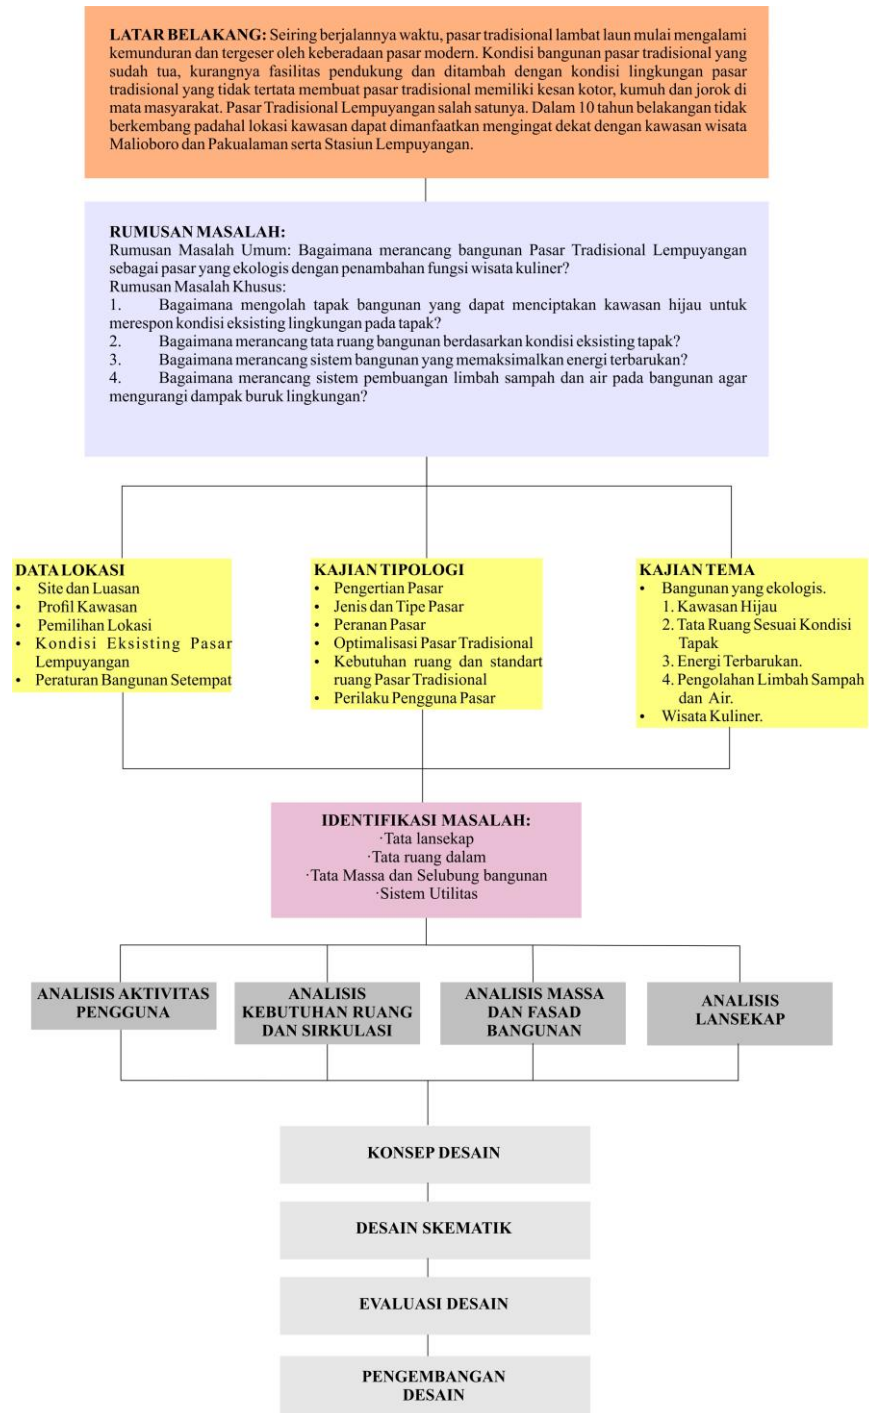 LATAR BELAKANG: Seiring berjalannya waktu, pasar tradisional lambat laun mulai mengalami
kemunduran dan tergeser oleh keberadaan pasar modern. Kondisi bangunan pasar tradisional yang
sudah tua, kurangnya fasilitas pendukung dan ditambah dengan kondisi lingkungan pasar
tradisional yang tidak tertata membuat pasar tradisional memiliki kesan kotor, kumuh dan jorok di
mata masyarakat. Pasar Tradisional Lempuyangan salah satunya. Dalam 10 tahun belakangan tidak
berkembang padahal lokasi kawasan dapat dimanfaatkan mengingat dekat dengan kawasan wisata
Malioboro dan Pakualaman serta Stasiun Lempuyangan.
RUMUSAN MASALAH:
Rumusan Masalah Umum: Bagaimana merancang bangunan Pasar Tradisional Lempuyangan
sebagai pasar yang ekologis dengan penambahan fungsi wisata kuliner?
Rumusan Masalah Khusus:
1. Bagaimana mengolah tapak bangunan yang dapat menciptakan kawasan hijau untuk
merespon kondisi eksisting lingkungan pada tapak?
2. Bagaimana merancang tata ruang bangunan berdasarkan kondisi eksisting tapak?
3. Bagaimana merancang sistem bangunan yang memaksimalkan energi terbarukan?
4. Bagaimana merancang sistem pembuangan limbah sampah dan air pada bangunan agar
mengurangi dampak buruk lingkungan?
DATA LOKASI
• Site dan Luasan
• Profil Kawasan
• Pemilihan Lokasi
• Kondisi Eksisting Pasar
Lempuyangan
• Peraturan Bangunan Setempat
KAJIAN TIPOLOGI
• Pengertian Pasar
• Jenis dan Tipe Pasar
• Peranan Pasar
• Optimalisasi Pasar Tradisional
• Kebutuhan ruang dan standart
ruang Pasar Tradisional
• Perilaku Pengguna Pasar
KAJIAN TEMA
• Bangunan yang ekologis.
1. Kawasan Hijau
2. Tata Ruang Sesuai Kondisi
Tapak
3. Energi Terbarukan.
4. Pengolahan Limbah Sampah
dan Air.
• Wisata Kuliner.
IDENTIFIKASI MASALAH:
·Tata lansekap
·Tata ruang dalam
·Tata Massa dan Selubung bangunan
·Sistem Utilitas
ANALISIS AKTIVITAS
PENGGUNA
ANALISIS
KEBUTUHAN RUANG
DAN SIRKULASI
ANALISIS MASSA
DAN FASAD
BANGUNAN
ANALISIS
LANSEKAP
KONSEP DESAIN
DESAIN SKEMATIK
EVALUASI DESAIN
PENGEMBANGAN
DESAIN